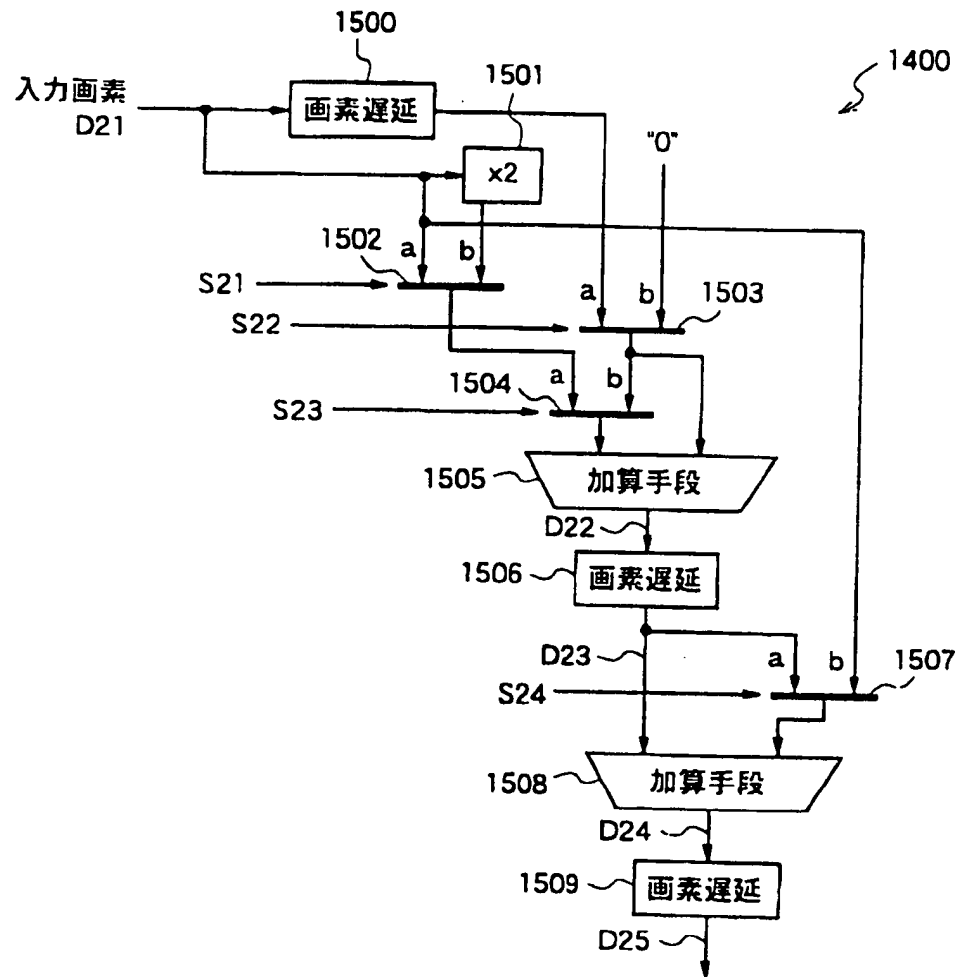 1500
1501
1400
入力画素
D21
画素遅延
"0"
x2
1502
a
b
S21
a
b
1503
S22
1504
a
b
S23
1505
加算手段
D22
1506
画素遅延
D23
a
b
1507
S24
1508
加算手段
D24
1509
画素遅延
D25